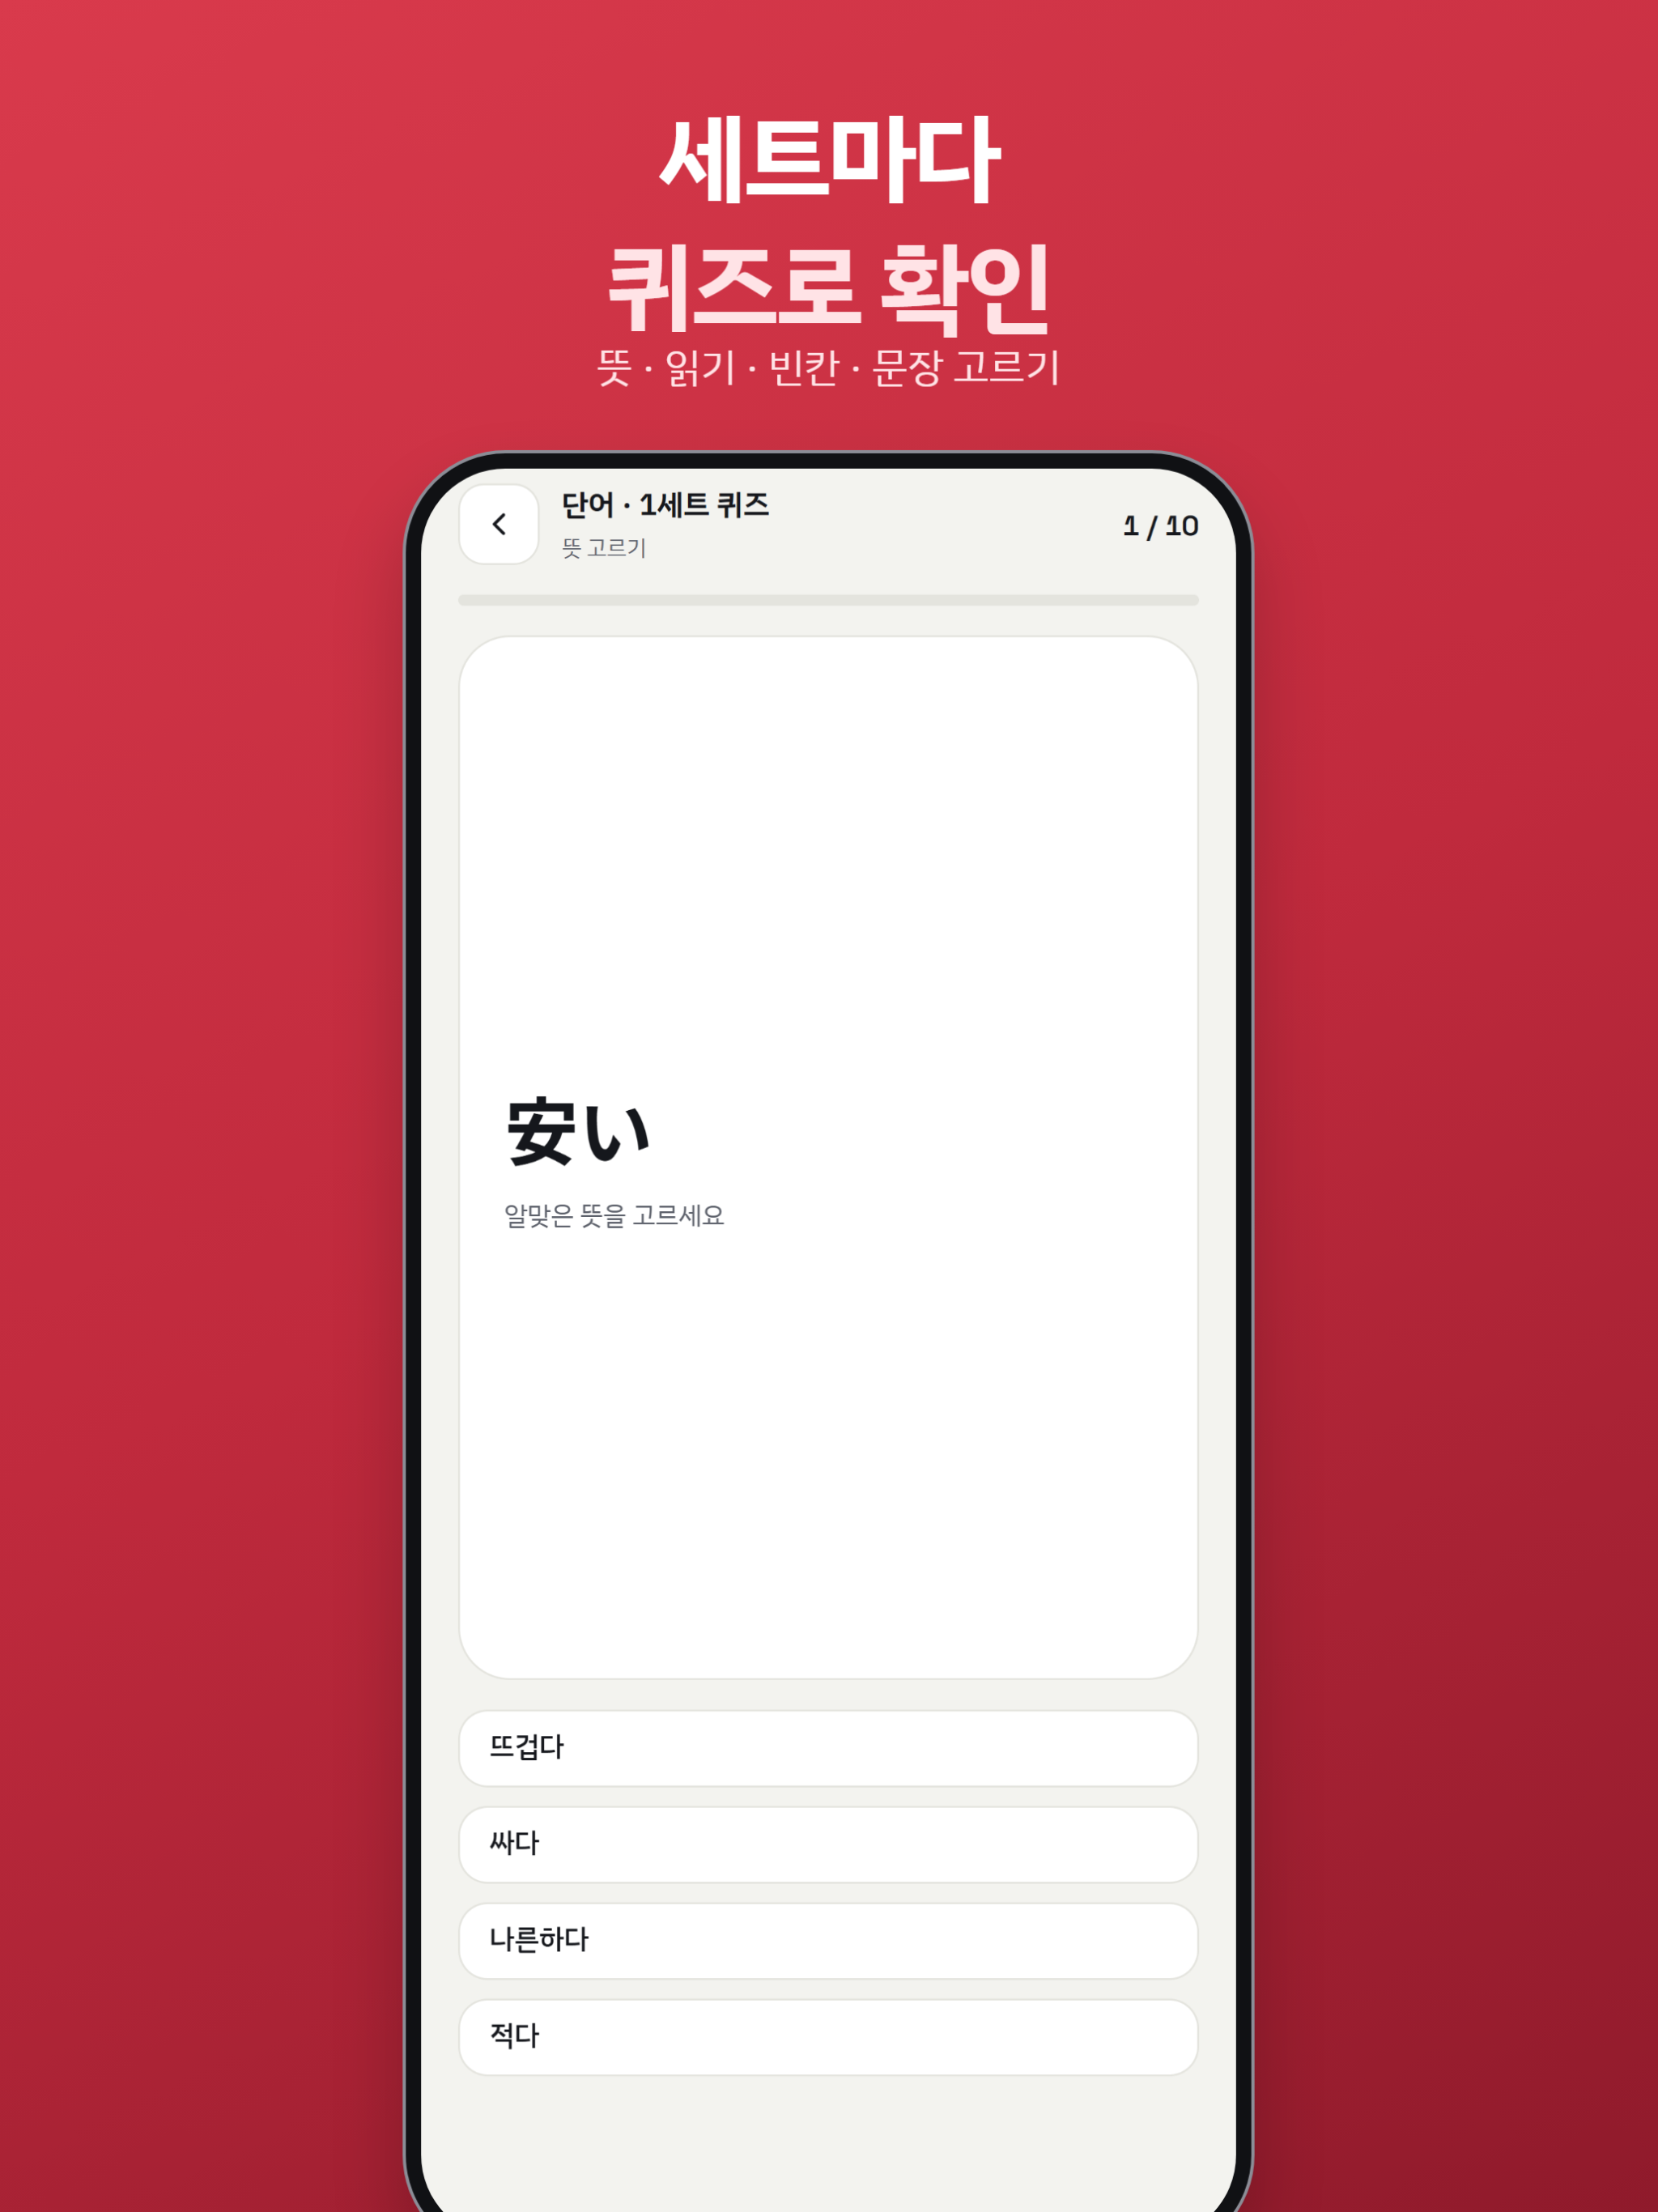 세트마다
퀴즈로 확인
뜻 · 읽기 · 빈칸 · 문장 고르기
단어 · 1세트 퀴즈
뜻 고르기
1 / 10
安い
알맞은 뜻을 고르세요
뜨겁다
싸다
나른하다
적다